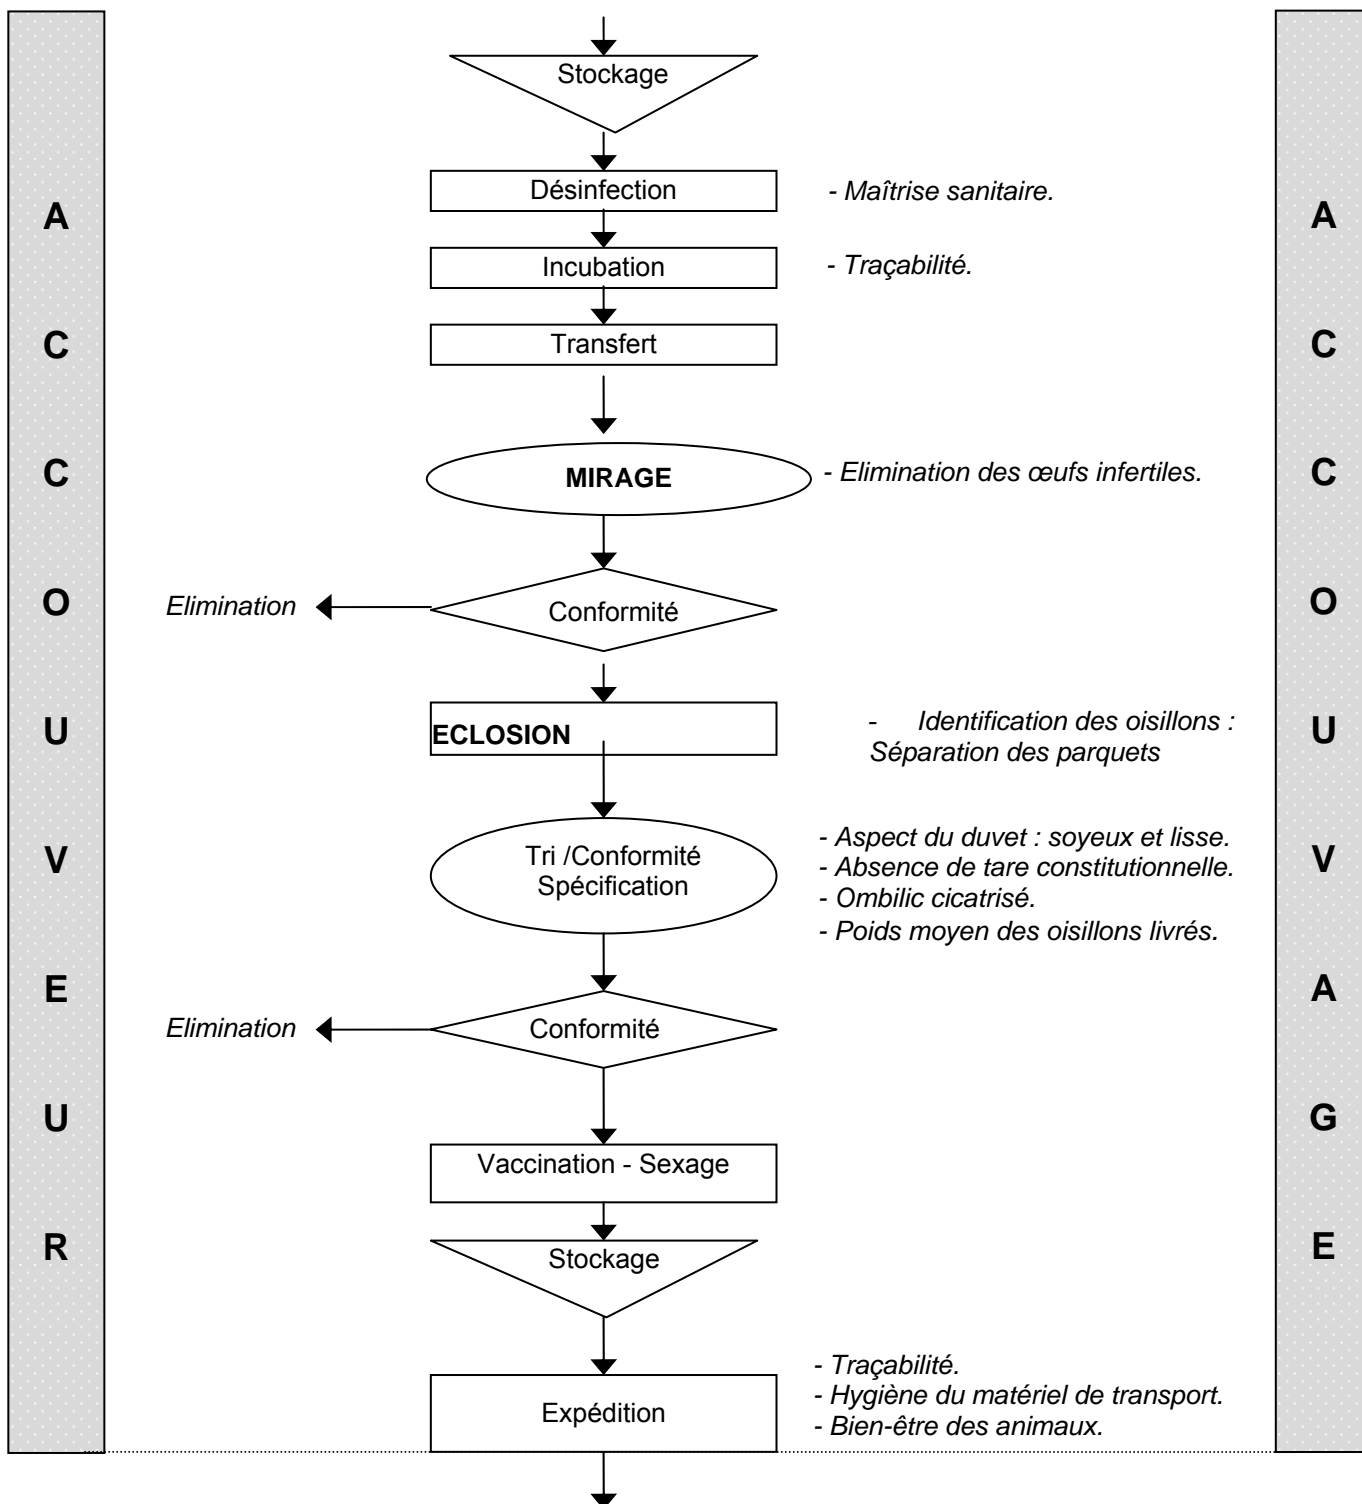 Stockage
Désinfection
- Maîtrise sanitaire.
Incubation
- Traçabilité.
Transfert
MIRAGE
- Elimination des œufs infertiles.
Elimination
Conformité
ECLOSION
- Identification des oisillons :
Séparation des parquets
Tri /Conformité
Spécification
- Aspect du duvet : soyeux et lisse.
- Absence de tare constitutionnelle.
- Ombilic cicatrisé.
- Poids moyen des oisillons livrés.
Elimination
Conformité
Vaccination - Sexage
Stockage
Expédition
- Traçabilité.
- Hygiène du matériel de transport.
- Bien-être des animaux.
A
C
C
O
U
V
E
U
R
A
C
C
O
U
V
A
G
E